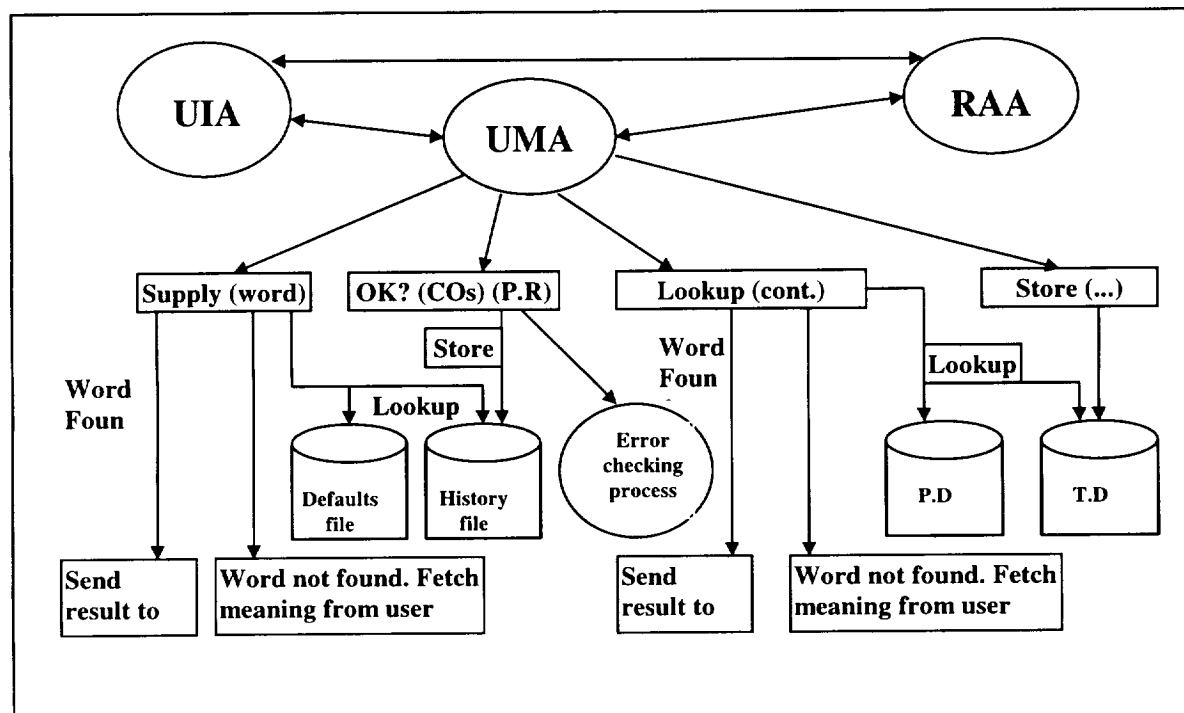 UIA
UMA
RAA
Supply (word)
OK? (COs) (P.R)
Lookup (cont.)
Store (...)
Store
Word
Foun
Lookup
Word
Foun
Lookup
Defaults
file
History
file
Error
checking
process
P.D
T.D
Send
result to
Word not found. Fetch
meaning from user
Send
result to
Word not found. Fetch
meaning from user